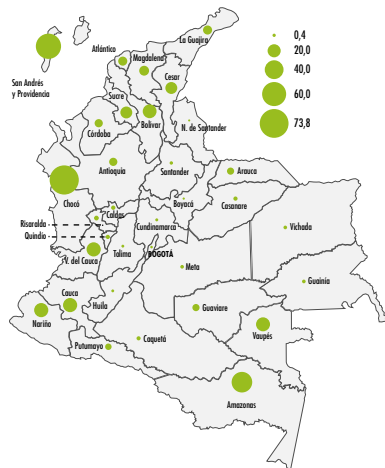 La Guajira
0,4
Atlántico
20,0
Magdalena
40,0
San Andrés
y Providencia
Cesar
60,0
Sucre
73,8
Córdoba
Bolívar
N. de Santander
Antioquia
Santander
Arauca
Chocó
Boyacá
Casanare
Caldas
Risaralda
Cundinamarca
Vichada
Quindío
V. del Cauca
Tolima
BOGOTÁ
Meta
Guainía
Cauca
Huila
Nariño
Guaviare
Vaupés
Putumayo
Caquetá
Amazonas